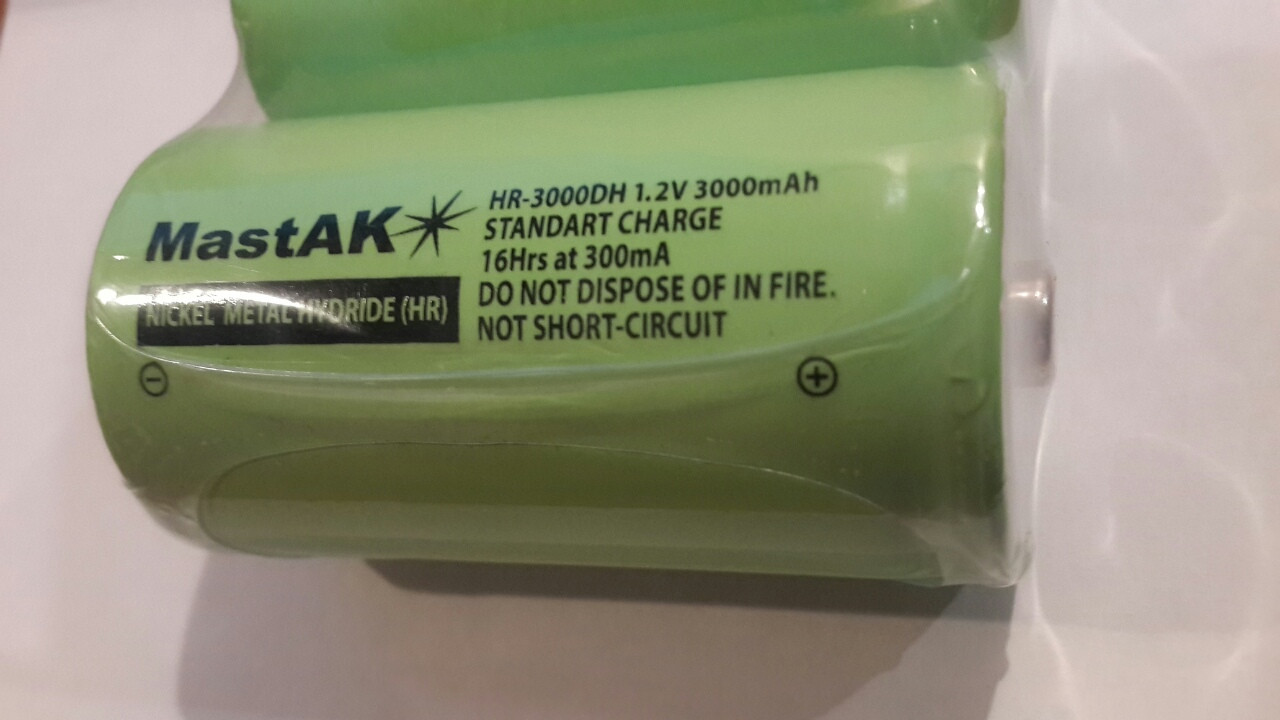 MastAK
NICKEL METAL HYDRIDE (HR)
HR-3000DH 1.2V 3000mAh
STANDART CHARGE
16Hrs at 300mA
DO NOT DISPOSE OF IN FIRE.
NOT SHORT-CIRCUIT
- +